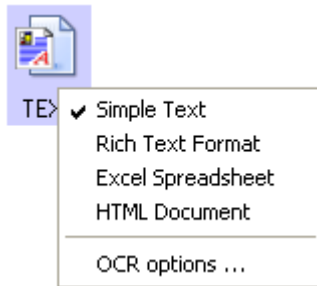 TEX
Simple Text
Rich Text Format
Excel Spreadsheet
HTML Document
OCR options ...